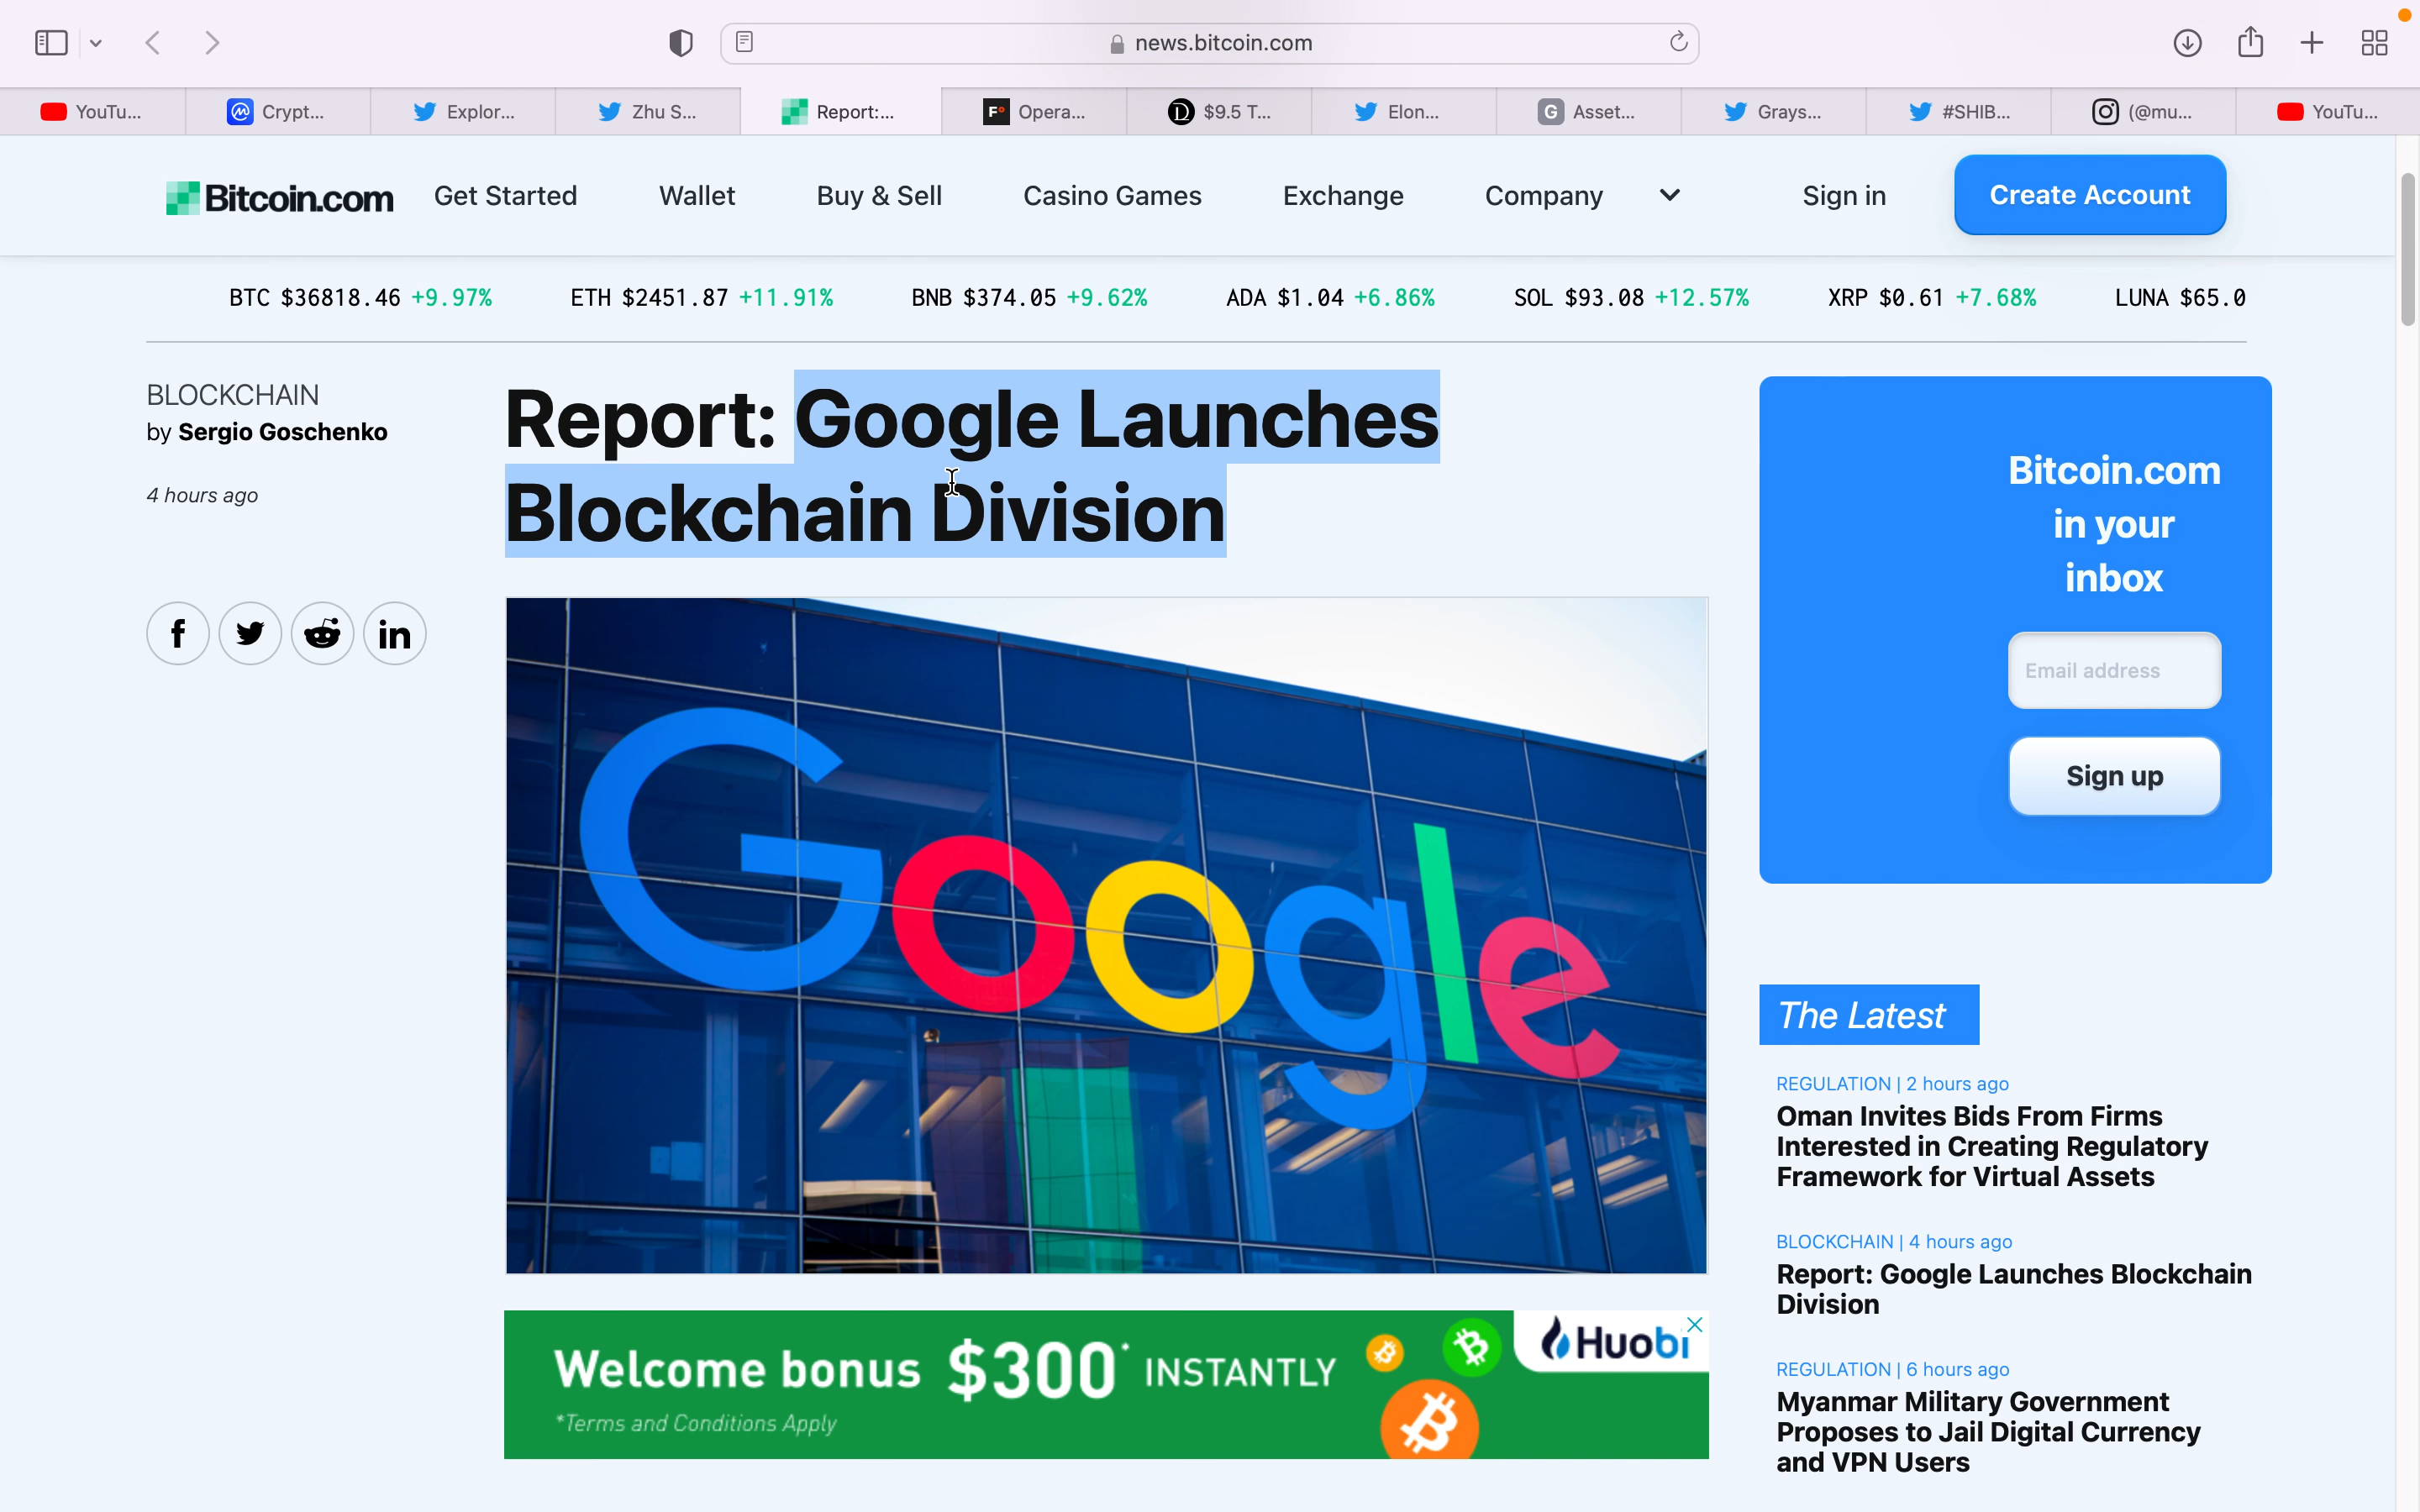 news.bitcoin.com
YouTu...
Crypt...
Explor...
Zhu S...
Report:...
F°
Opera...
D
$9.5 T...
Elon...
G
Asset...
Grays...
#SHIB...
(@mu...
YouTu...
Bitcoin.com
Get Started
Wallet
Buy & Sell
Casino Games
Exchange
Company
Sign in
Create Account
BTC $36818.46 +9.97%
ETH $2451.87 +11.91%
BNB $374.05 +9.62%
ADA $1.04 +6.86%
SOL $93.08 +12.57%
XRP $0.61 +7.68%
LUNA $65.0
BLOCKCHAIN
by Sergio Goschenko
4 hours ago
Report: Google Launches
Blockchain Division
Google
Welcome bonus $300* INSTANTLY
*Terms and Conditions Apply
Huobi
Bitcoin.com
in your
inbox
Email address
Sign up
The Latest
REGULATION | 2 hours ago
Oman Invites Bids From Firms
Interested in Creating Regulatory
Framework for Virtual Assets
BLOCKCHAIN | 4 hours ago
Report: Google Launches Blockchain
Division
REGULATION | 6 hours ago
Myanmar Military Government
Proposes to Jail Digital Currency
and VPN Users